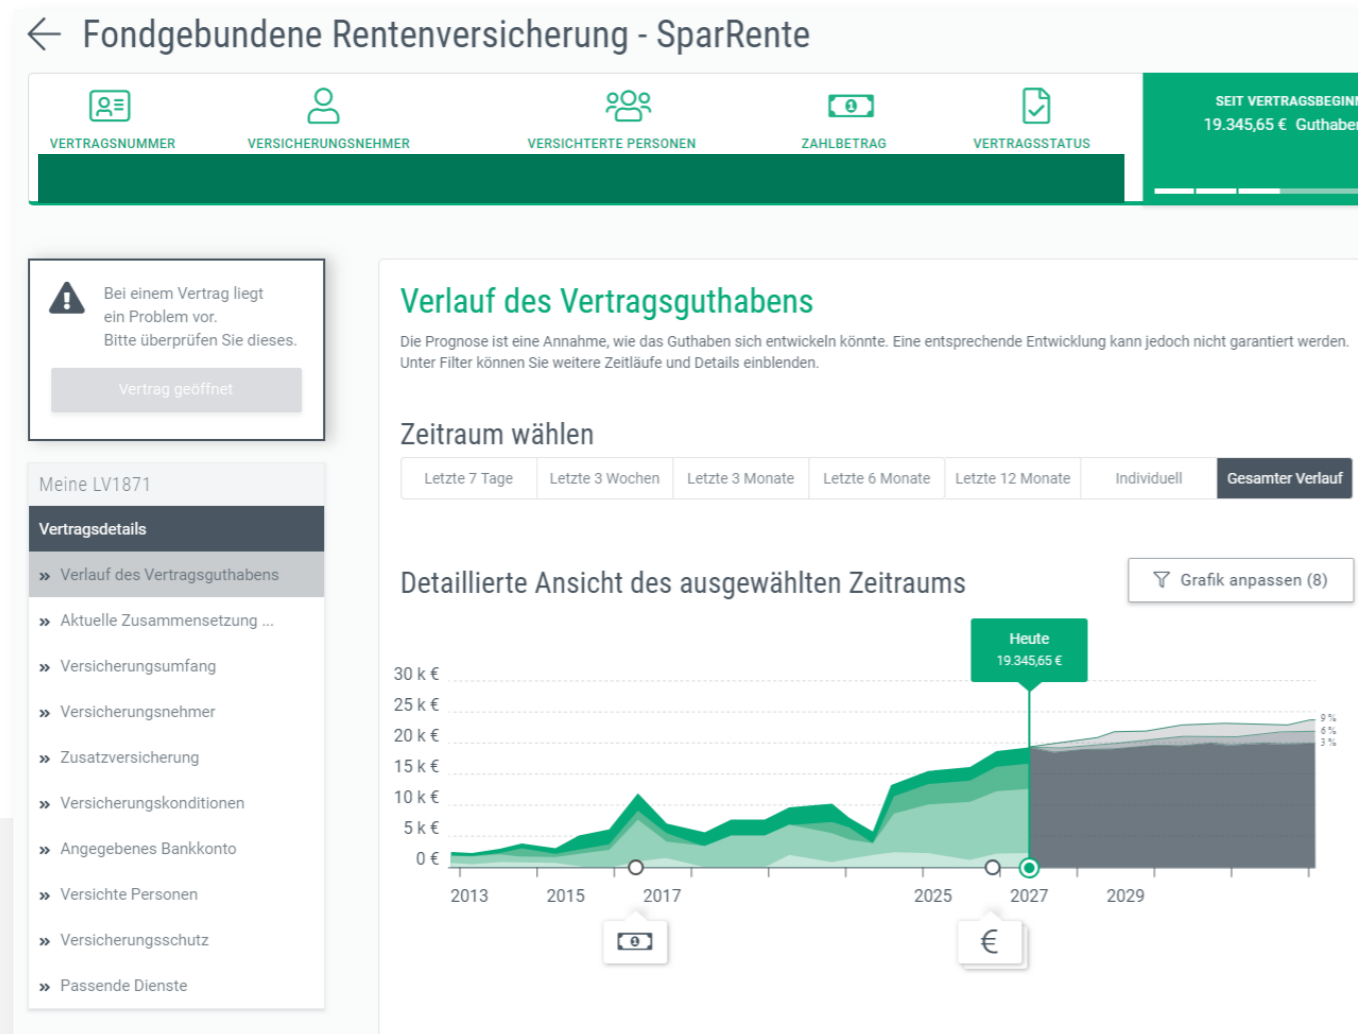 Fondgebundene Rentenversicherung - SparRente
VERTRAGSNUMMER
VERSICHERUNGSNEHMER
VERSICHTERTE PERSONEN
ZAHLBETRAG
VERTRAGSSTATUS
SEIT VERTRAGSBEGINN
19.345,65 € Guthaben
Bei einem Vertrag liegt
ein Problem vor.
Bitte überprüfen Sie dieses.
Vertrag geöffnet
Meine LV1871
Vertragsdetails
» Verlauf des Vertragsguthabens
» Aktuelle Zusammensetzung ...
» Versicherungsumfang
» Versicherungsnehmer
» Zusatzversicherung
» Versicherungskonditionen
» Angegebenes Bankkonto
» Versichte Personen
» Versicherungsschutz
» Passende Dienste
Verlauf des Vertragsguthabens
Die Prognose ist eine Annahme, wie das Guthaben sich entwickeln könnte. Eine entsprechende Entwicklung kann jedoch nicht garantiert werden.
Unter Filter können Sie weitere Zeitläufe und Details einblenden.
Zeitraum wählen
Letzte 7 Tage
Letzte 3 Wochen
Letzte 3 Monate
Letzte 6 Monate
Letzte 12 Monate
Individuell
Gesamter Verlauf
Detaillierte Ansicht des ausgewählten Zeitraums
Grafik anpassen (8)
Heute
19.345,65 €
30 k €
25 k €
20 k €
15 k €
10 k €
5 k €
0 €
9 %
6 %
3 %
2013
2015
2017
2025
2027
2029
€